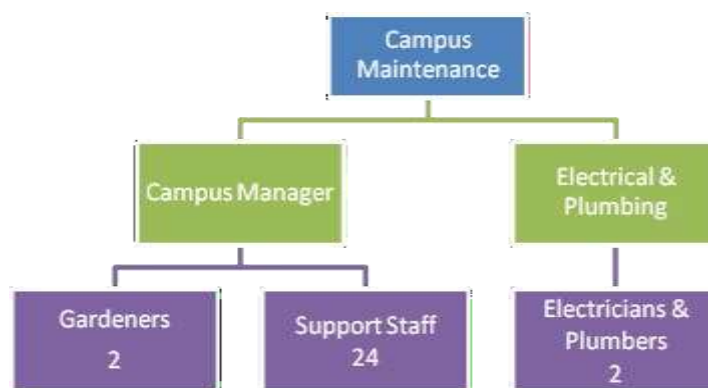 Campus
Maintenance
Campus Manager
Electrical &
Plumbing
Gardeners
2
Support Staff
24
Electricians &
Plumbers
2